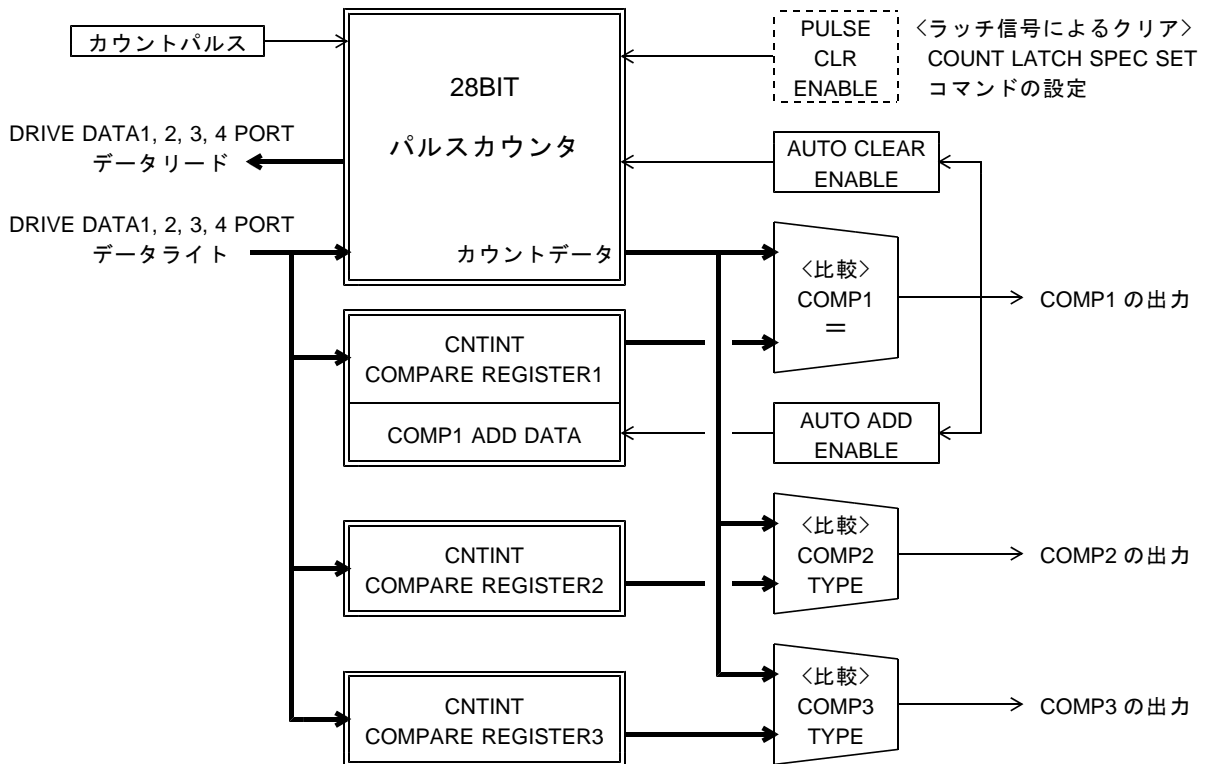 カウントパルス
28BIT
パルスカウンタ
PULSE
CLR
ENABLE
<ラッチ信号によるクリア>
COUNT LATCH SPEC SET
コマンドの設定
DRIVE DATA1, 2, 3, 4 PORT
データリード
AUTO CLEAR
ENABLE
DRIVE DATA1, 2, 3, 4 PORT
データライト
カウントデータ
<比較>
COMP1
=
COMP1 の出力
CNTINT
COMPARE REGISTER1
COMP1 ADD DATA
AUTO ADD
ENABLE
CNTINT
COMPARE REGISTER2
<比較>
COMP2
TYPE
COMP2 の出力
CNTINT
COMPARE REGISTER3
<比較>
COMP3
TYPE
COMP3 の出力